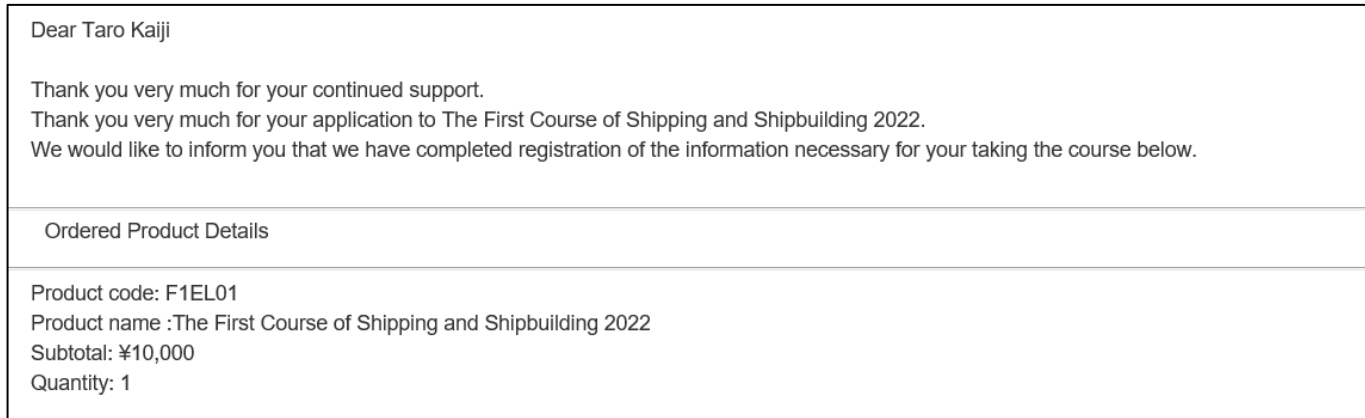 Dear Taro Kaiji
Thank you very much for your continued support.
Thank you very much for your application to The First Course of Shipping and Shipbuilding 2022.
We would like to inform you that we have completed registration of the information necessary for your taking the course below.
Ordered Product Details
Product code: F1EL01
Product name :The First Course of Shipping and Shipbuilding 2022
Subtotal: ¥10,000
Quantity: 1